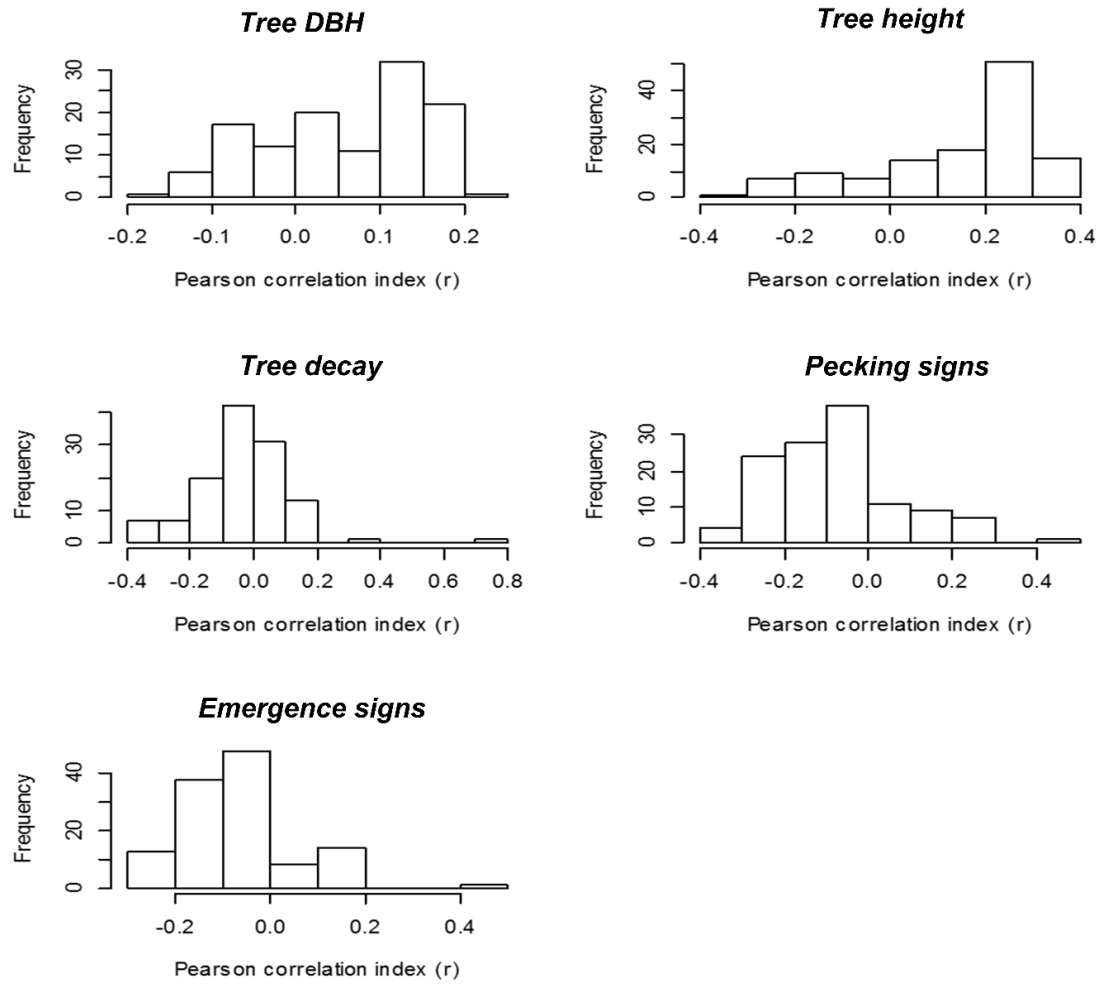 Tree DBH
Frequency
0 10 20 30
-0.2 -0.1 0.0 0.1 0.2
Pearson correlation index (r)
Tree height
Frequency
0 20 40
-0.4 -0.2 0.0 0.2 0.4
Pearson correlation index (r)
Tree decay
Frequency
0 10 30
-0.4 -0.2 0.0 0.2 0.4 0.6 0.8
Pearson correlation index (r)
Pecking signs
Frequency
0 10 20 30
-0.4 -0.2 0.0 0.2 0.4
Pearson correlation index (r)
Emergence signs
Frequency
0 20 40
-0.2 0.0 0.2 0.4
Pearson correlation index (r)